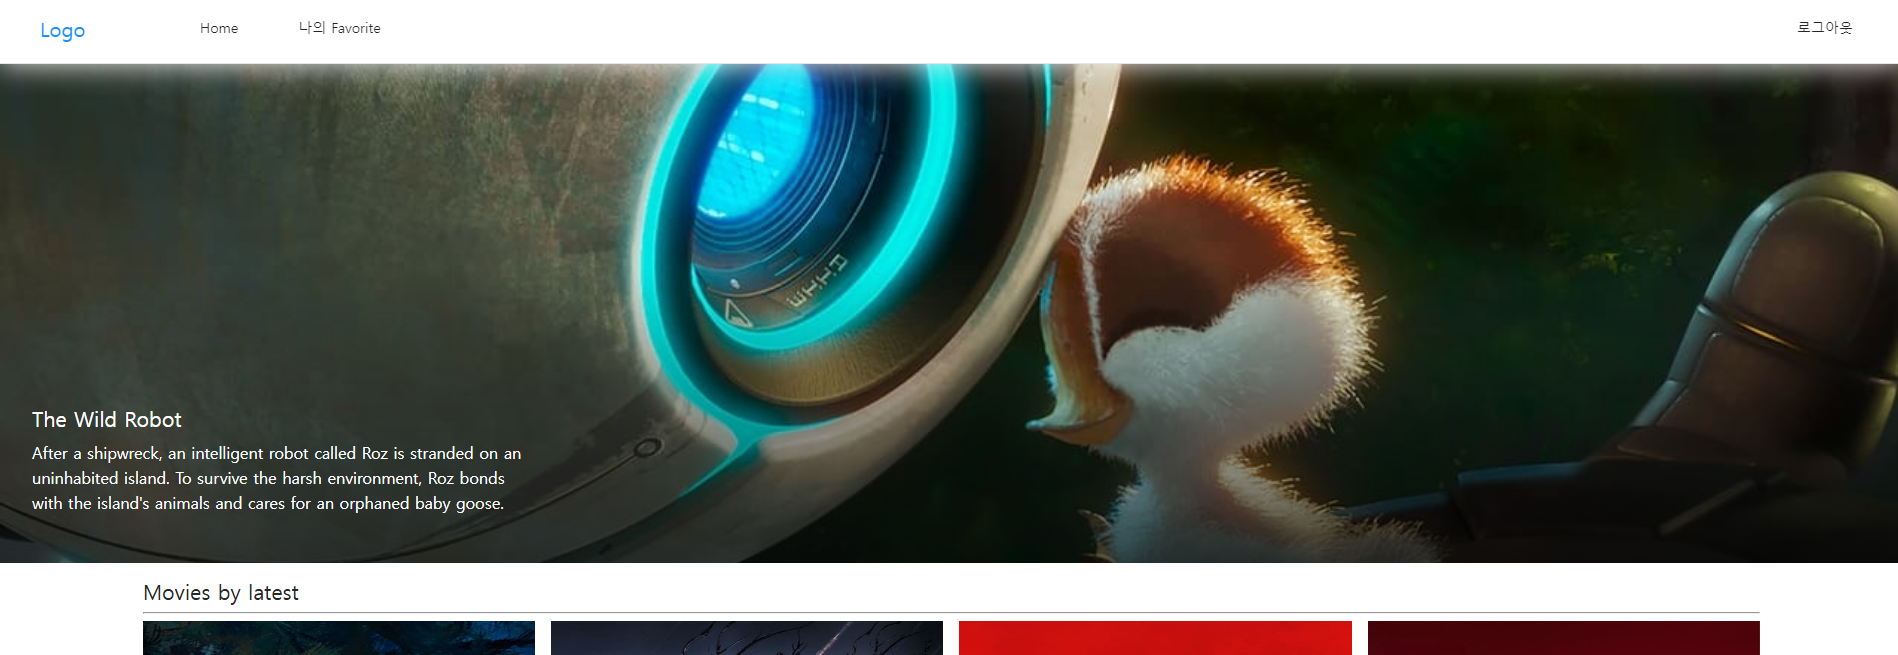 Logo
Home
나의 Favorite
로그아웃
The Wild Robot
After a shipwreck, an intelligent robot called Roz is stranded on an
uninhabited island. To survive the harsh environment, Roz bonds
with the island's animals and cares for an orphaned baby goose.
Movies by latest